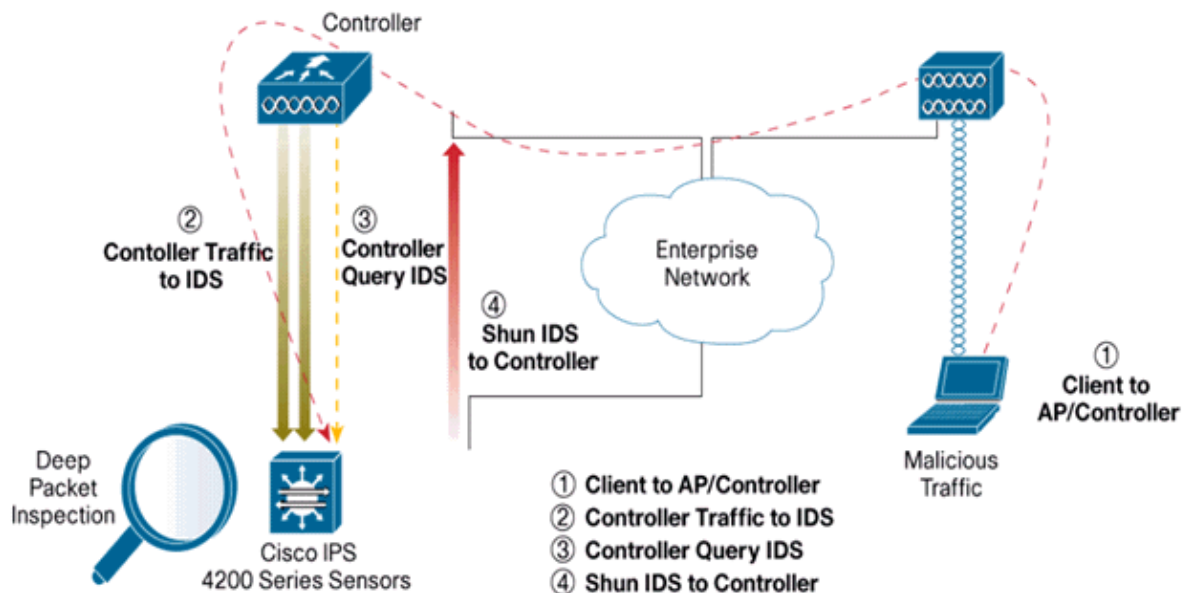 Controller
②
Contoller Traffic
to IDS
③
Controller
Query IDS
④
Shun IDS
to Controller
Enterprise
Network
①
Client to
AP/Controller
Malicious
Traffic
Deep
Packet
Inspection
Cisco IPS
4200 Series Sensors
① Client to AP/Controller
② Controller Traffic to IDS
③ Controller Query IDS
④ Shun IDS to Controller